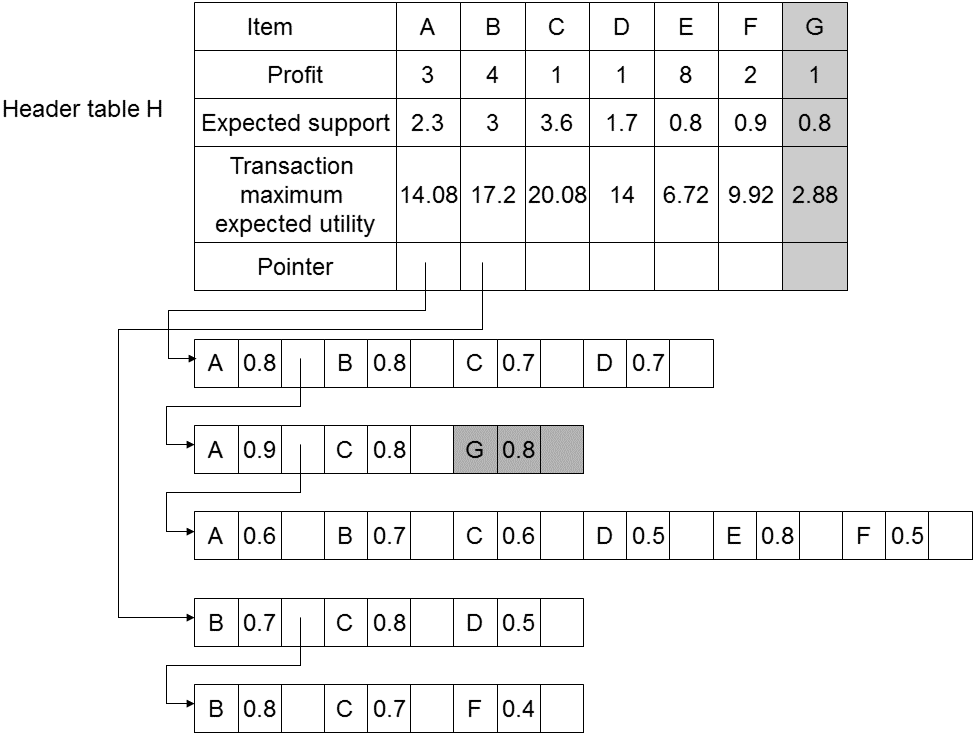 Item A B C D E F G
Profit 3 4 1 1 8 2 1
Header table H
Expected support 2.3 3 3.6 1.7 0.8 0.9 0.8
Transaction
maximum
expected utility
14.08 17.2 20.08 14 6.72 9.92 2.88
Pointer
A 0.8 B 0.8 C 0.7 D 0.7
A 0.9 C 0.8 G 0.8
A 0.6 B 0.7 C 0.6 D 0.5 E 0.8 F 0.5
B 0.7 C 0.8 D 0.5
B 0.8 C 0.7 F 0.4